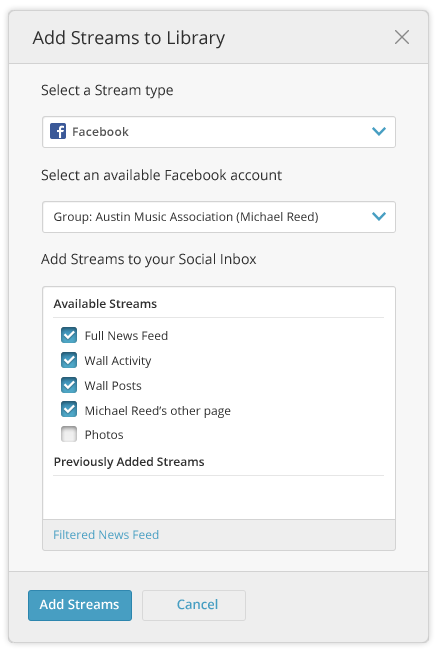 Add Streams to Library
Select a Stream type
Facebook
Select an available Facebook account
Group: Austin Music Association (Michael Reed)
Add Streams to your Social Inbox
Available Streams
Full News Feed
Wall Activity
Wall Posts
Michael Reed’s other page
Photos
Previously Added Streams
Filtered News Feed
Add Streams
Cancel